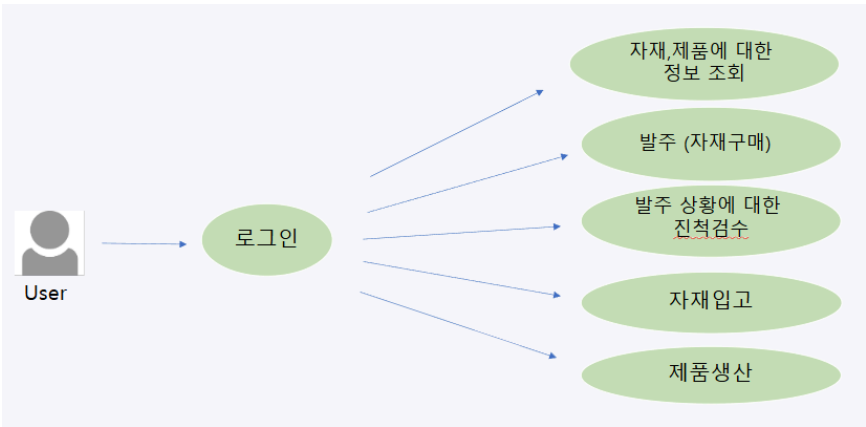 자재,제품에 대한
정보 조회
발주 (자재구매)
발주 상황에 대한
진척검수
로그인
User
자재입고
제품생산